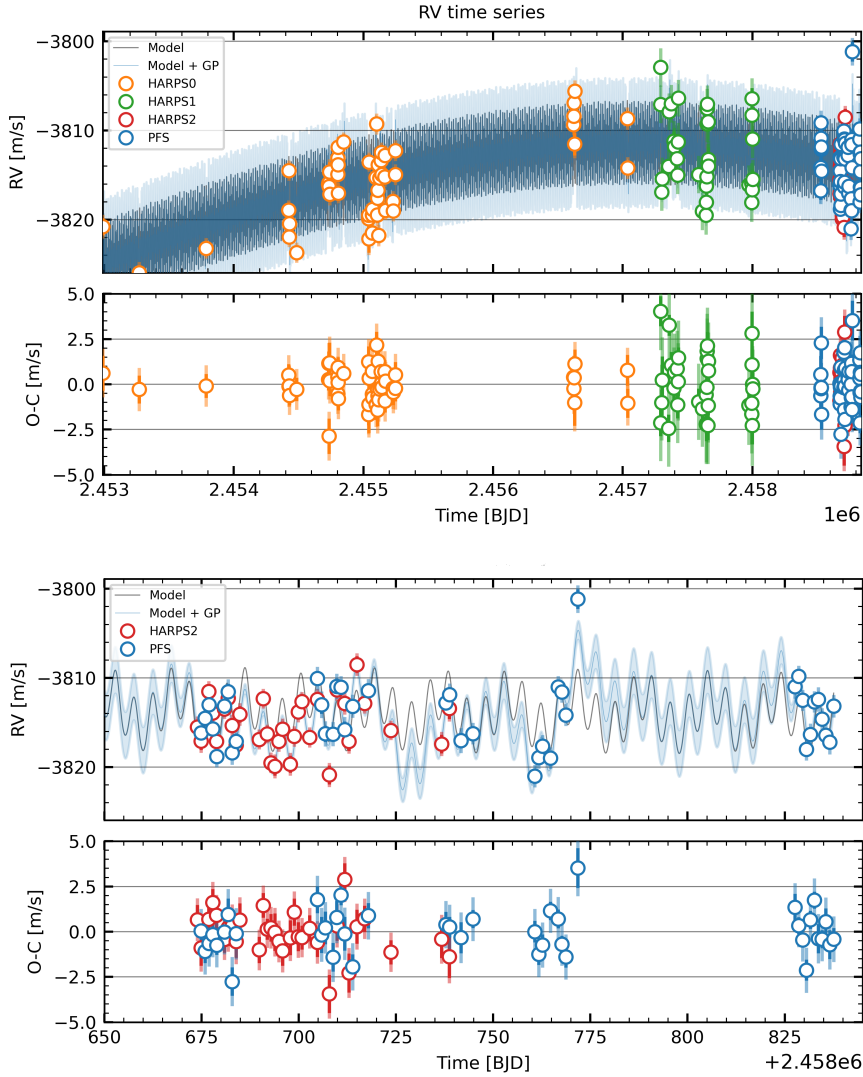 RV time series
−3800
Model
Model + GP
HARPS0
HARPS1
HARPS2
PFS
−3810
−3820
RV [m/s]
5.0
2.5
0.0
−2.5
−5.0
O-C [m/s]
2.453 2.454 2.455 2.456 2.457 2.458
Time [BJD]
1e6
−3800
Model
Model + GP
HARPS2
PFS
−3810
−3820
RV [m/s]
5.0
2.5
0.0
−2.5
−5.0
O-C [m/s]
650 675 700 725 750 775 800 825
Time [BJD]
+2.458e6